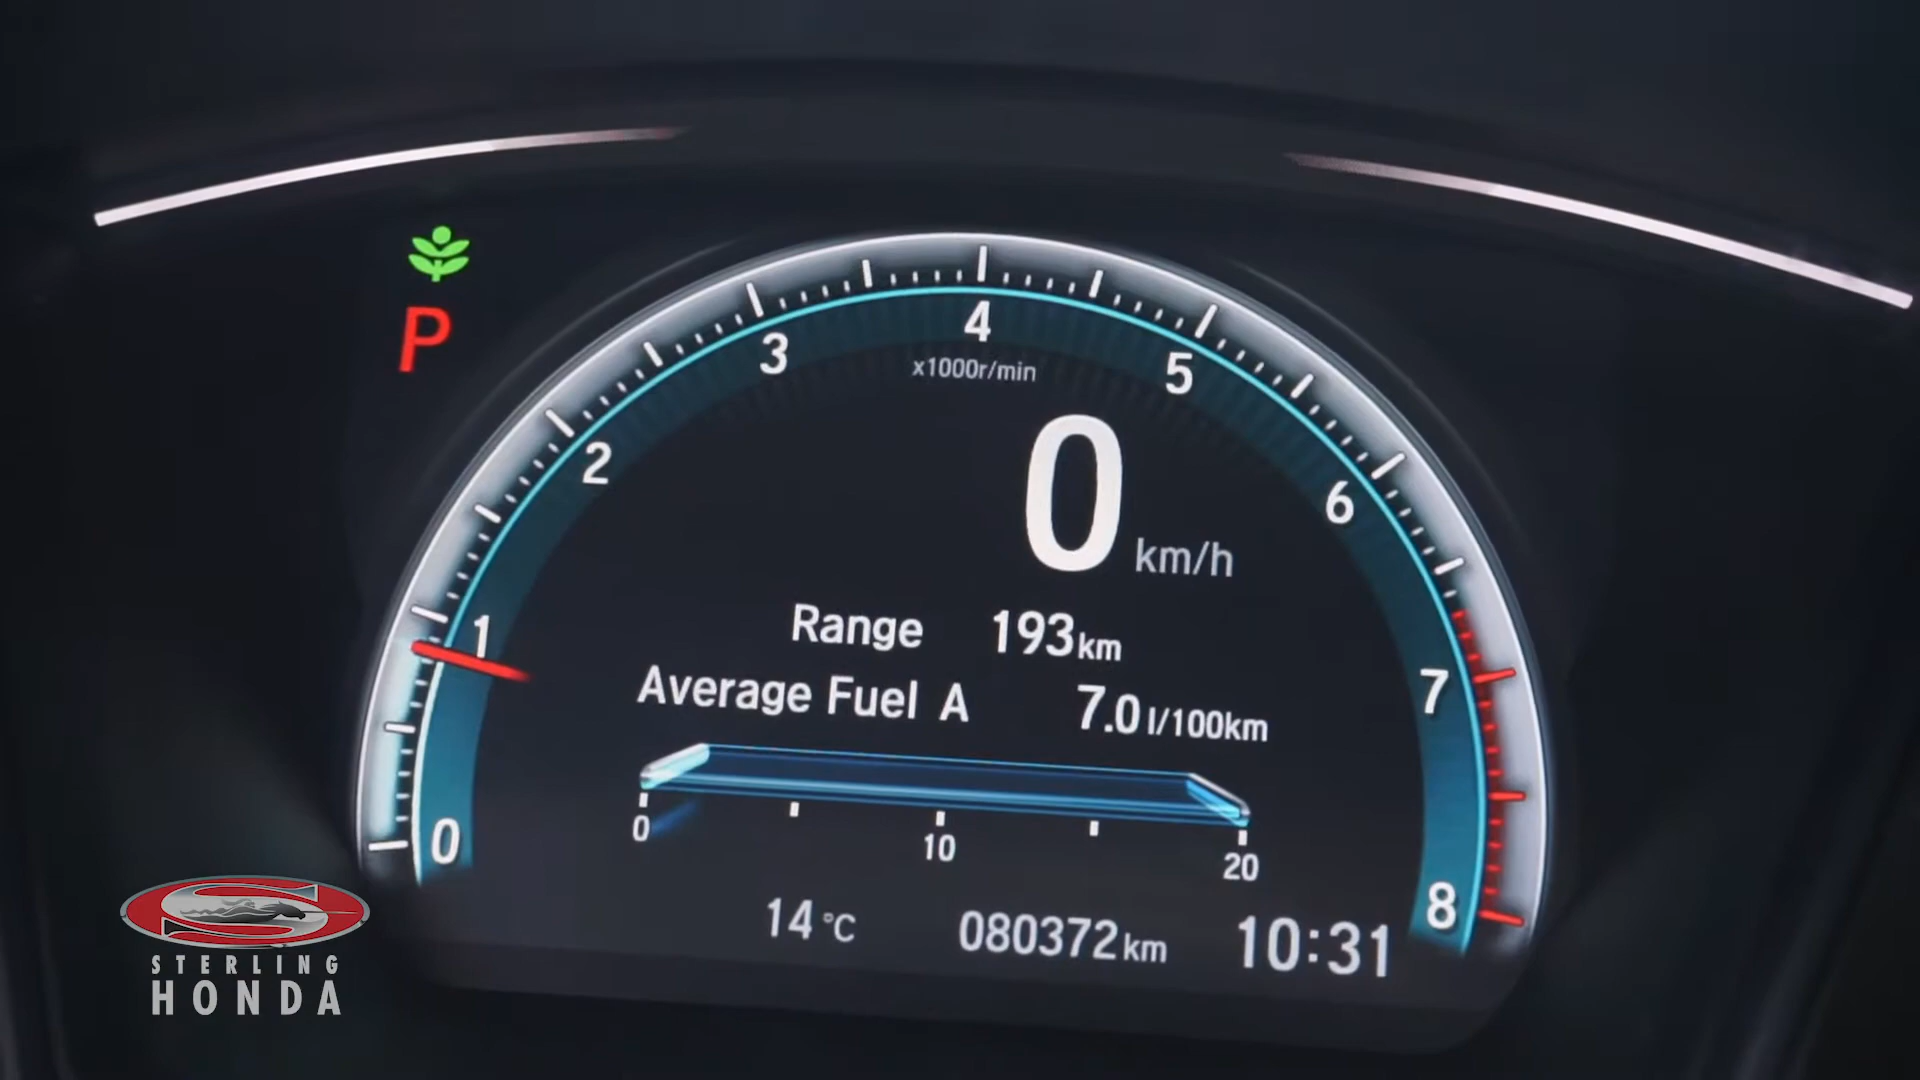 P
0 1 2 3 4 5 6 7 8
x1000r/min
0 km/h
Range 193km
Average Fuel A 7.0 l/100km
0 10 20
14°C 080372km 10:31
STERLING
HONDA